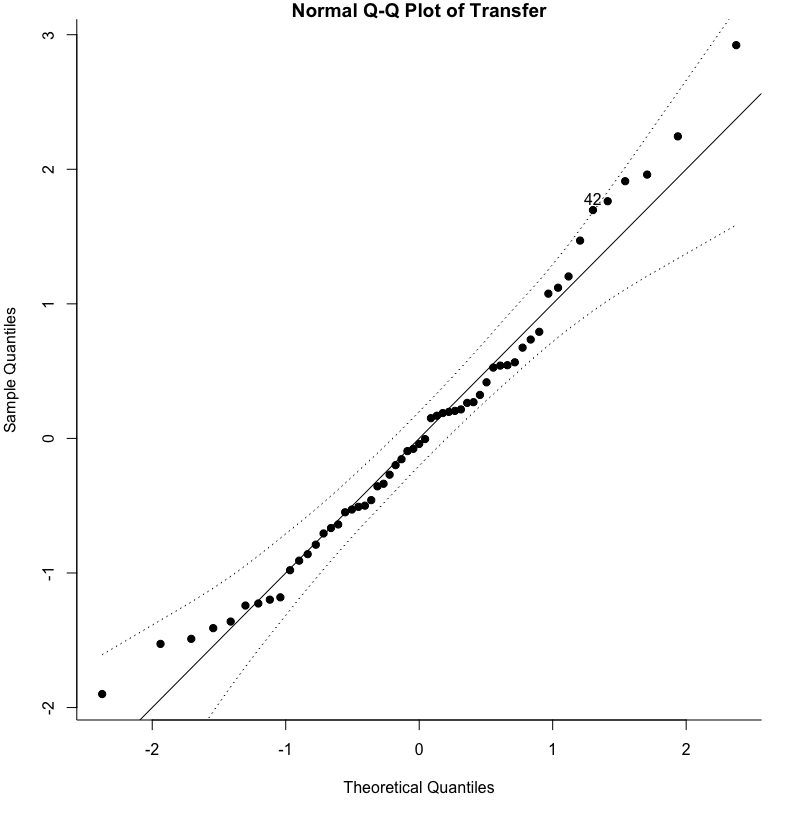 Normal Q-Q Plot of Transfer
3
2
1
0
-1
-2
Sample Quantiles
42
-2 -1 0 1 2
Theoretical Quantiles